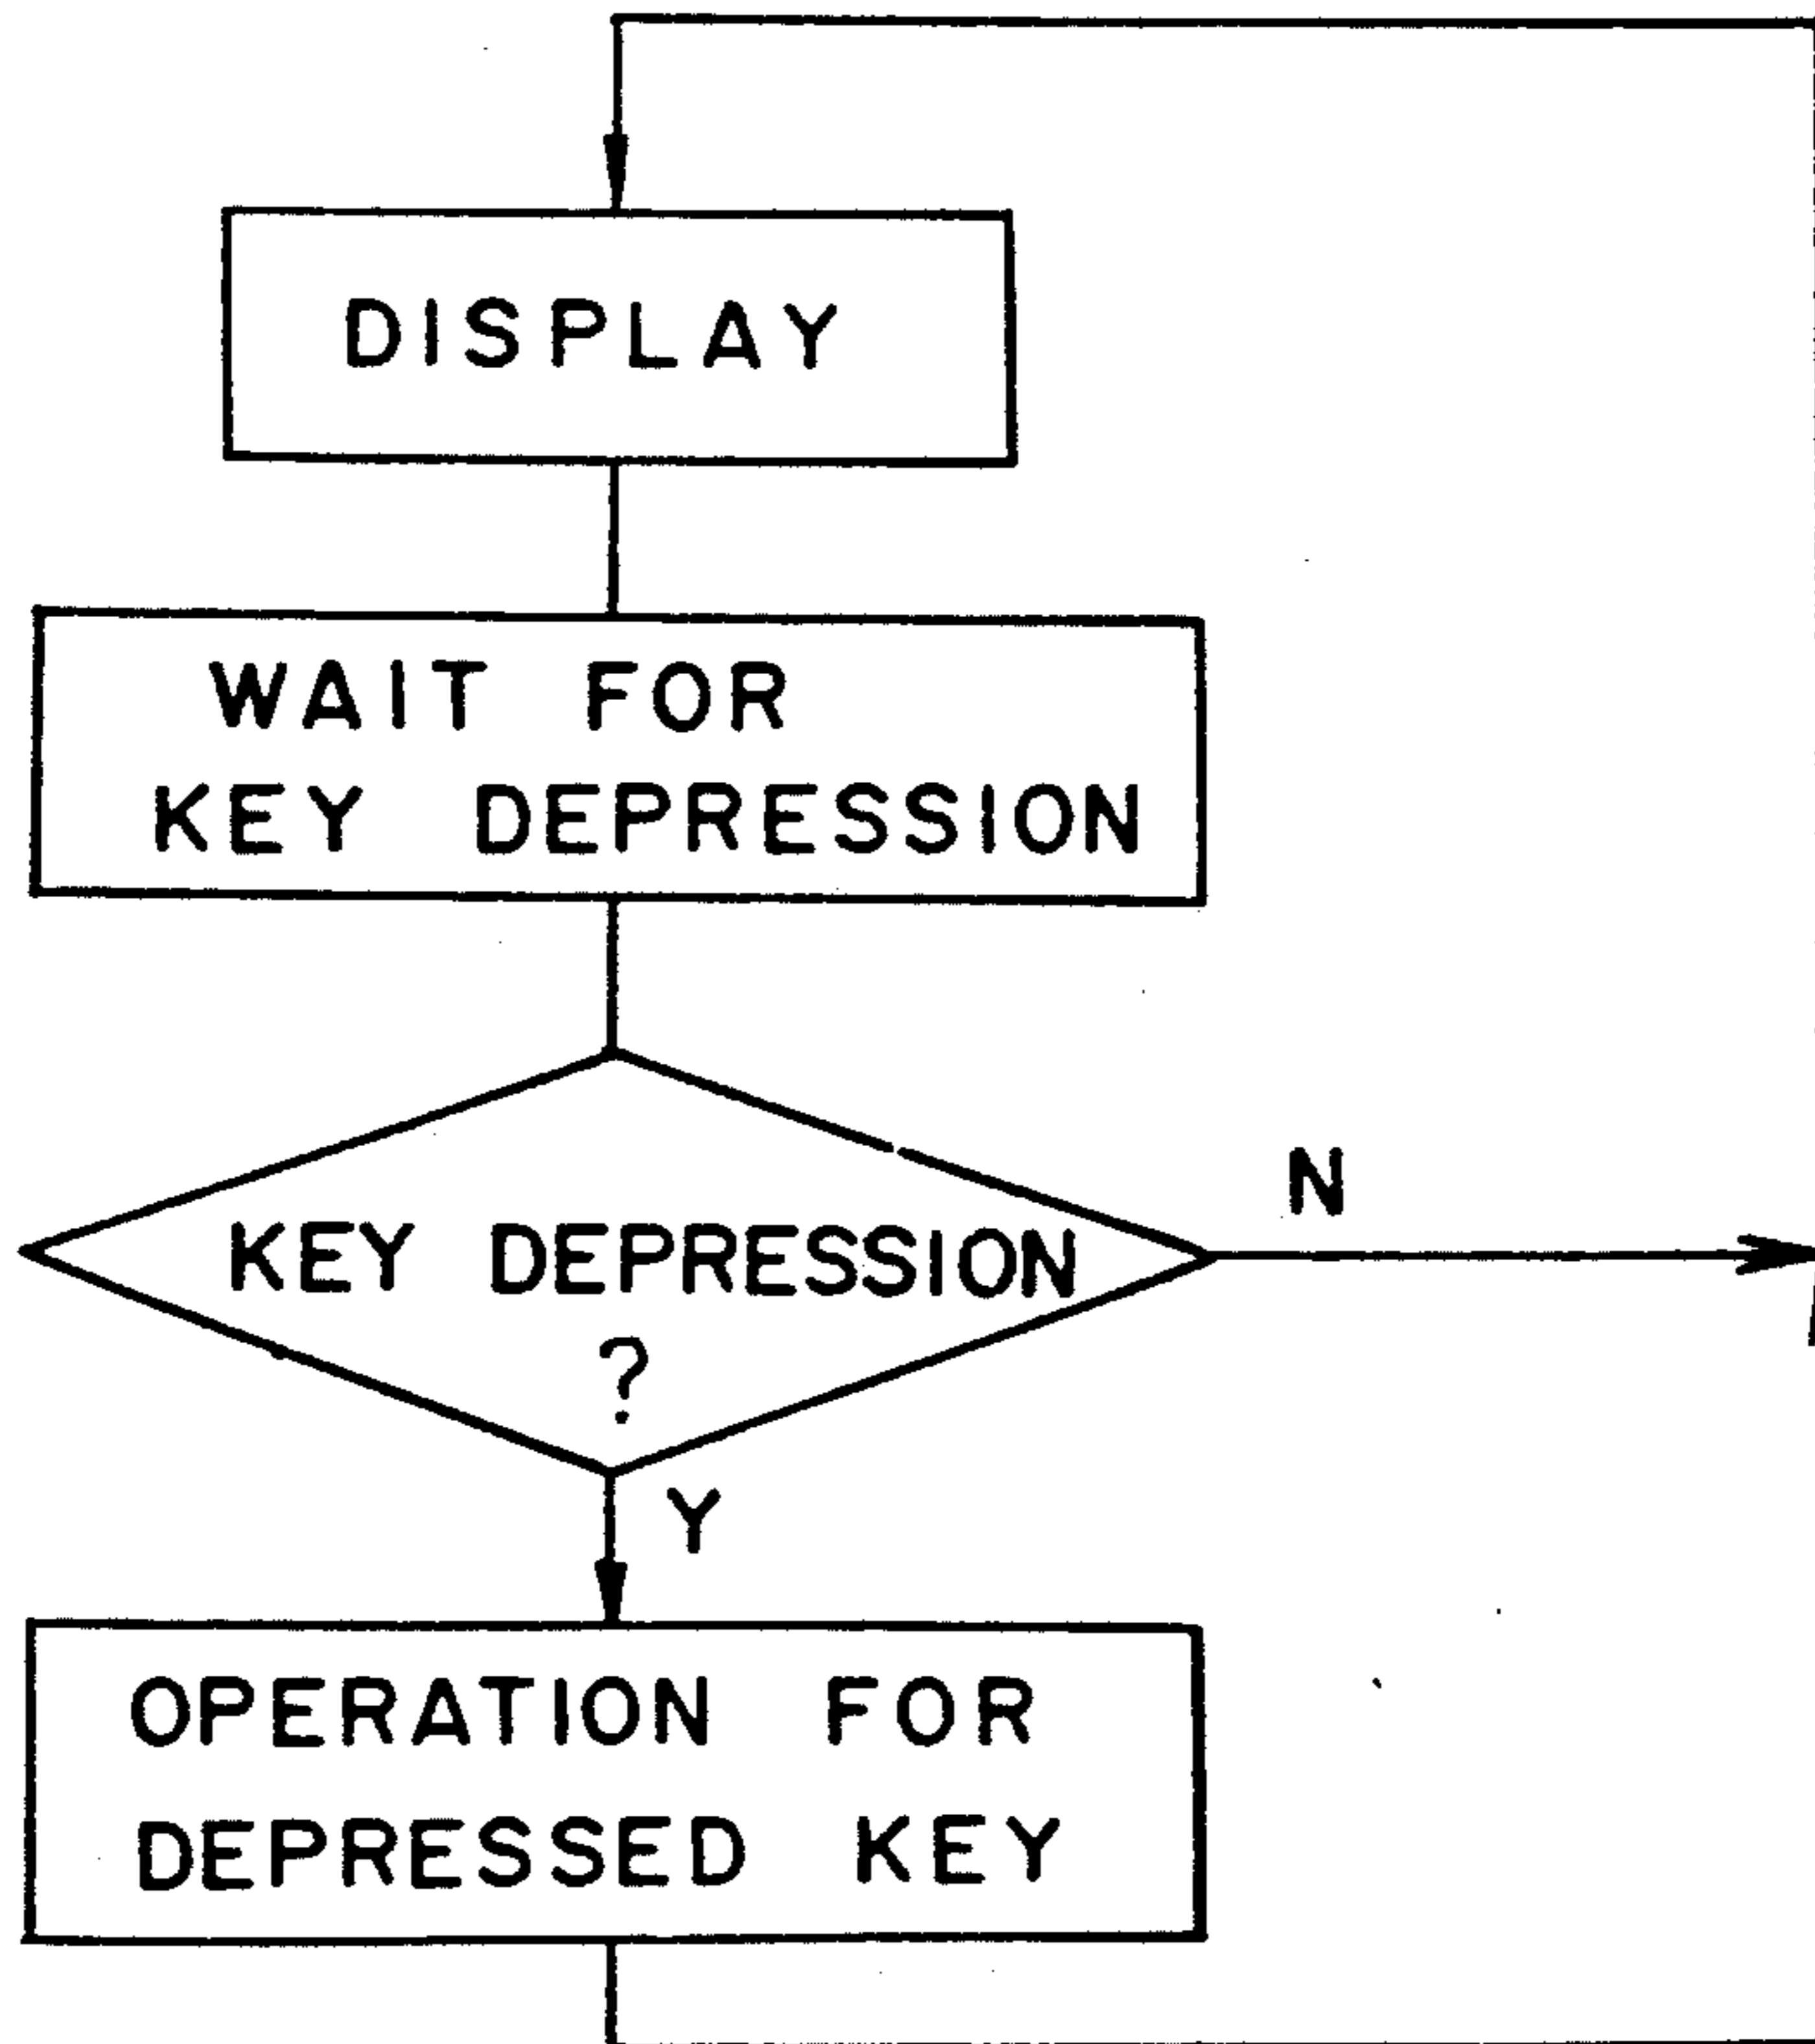 DISPLAY
WAIT FOR
KEY DEPRESSION
KEY DEPRESSION
?
N
Y
OPERATION FOR
DEPRESSED KEY